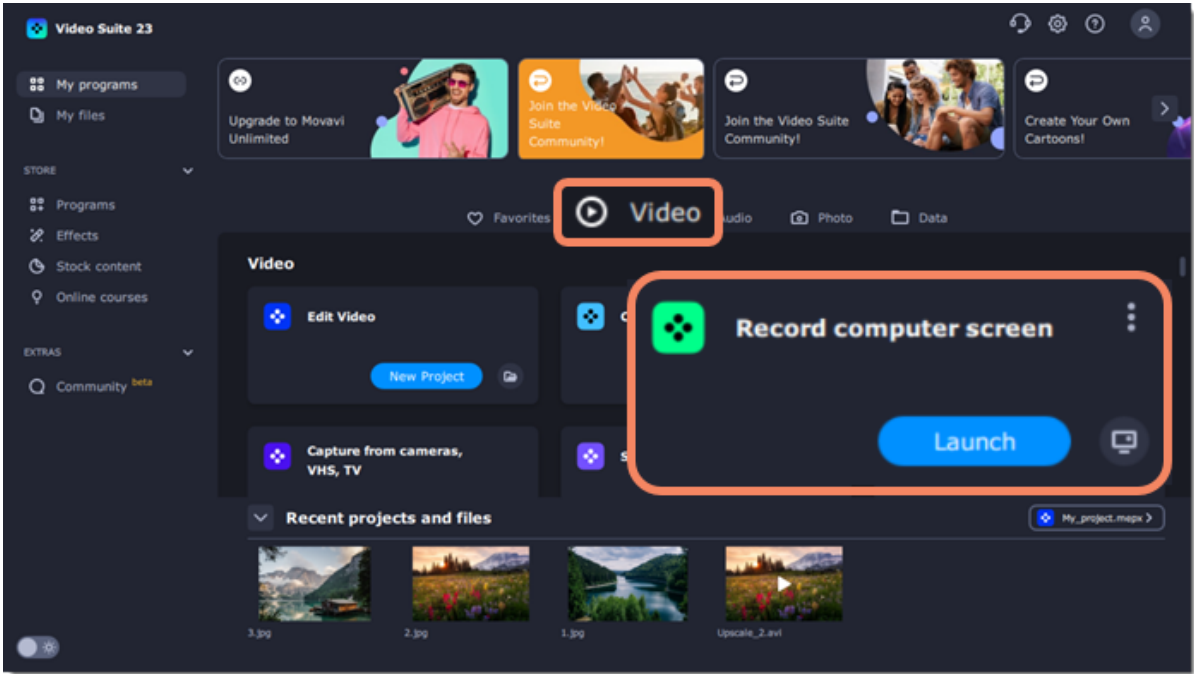 Video Suite 23
My programs
My files
STORE
Programs
Effects
Stock content
Online courses
EXTRAS
Community beta
Upgrade to Movavi
Unlimited
Join the Video
Suite
Community!
Join the Video Suite
Community!
Create Your Own
Cartoons!
Favorites
Video
Photo
Data
Video
Edit Video
New Project
Record computer screen
Launch
Capture from cameras,
VHS, TV
Recent projects and files
My_project.mepx
3.jpg
2.jpg
1.jpg
Upscale_2.avi